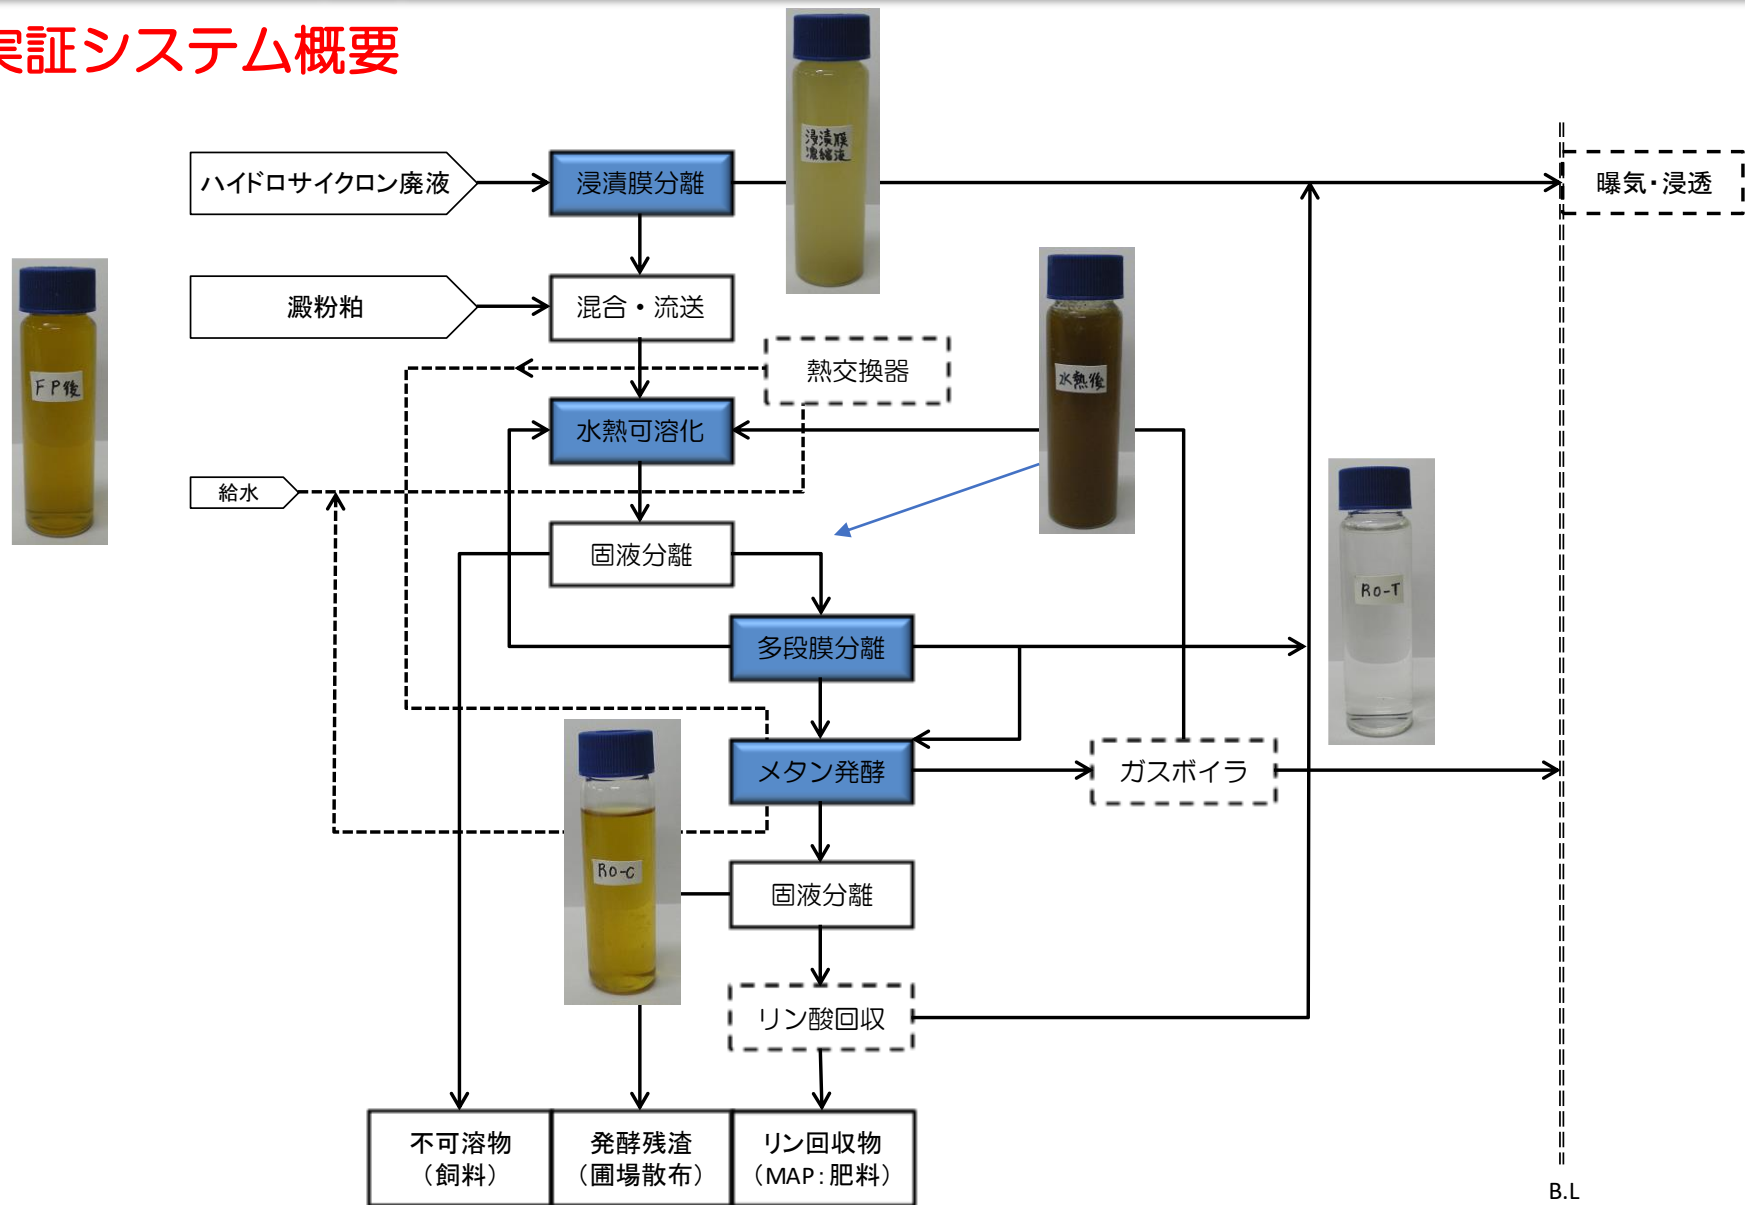 実証システム概要
浸漬膜
濃縮液
ハイドロサイクロン廃液
浸漬膜分離
曝気・浸透
澱粉粕
混合・流送
熱交換器
FP後
水熱後
水熱可溶化
給水
固液分離
RO-T
多段膜分離
メタン発酵
ガスボイラ
RO-C
固液分離
リン酸回収
不可溶物
（飼料）
発酵残渣
（圃場散布）
リン回収物
（MAP：肥料）
B.L